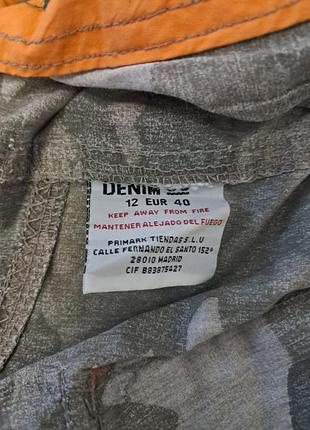 DENIM
12 EUR 40
KEEP AWAY FROM FIRE
MANTENER ALEJADO DEL FUEGO
PRIMARK TIENDAS S.L.U
CALLE FERNANDO EL SANTO 15 2º
28010 MADRID
CIF B83875427